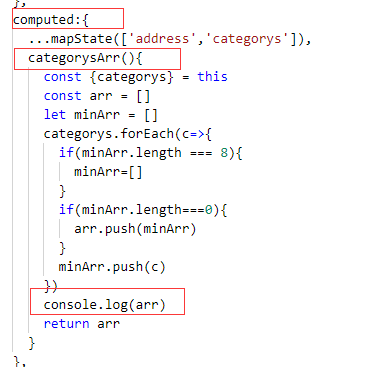 },
computed:{
...mapState(['address','categorys']),
categorysArr(){
const {categorys} = this
const arr = []
let minArr = []
categorys.forEach(c=>{
if(minArr.length === 8){
minArr=[]
}
if(minArr.length===0){
arr.push(minArr)
}
minArr.push(c)
})
console.log(arr)
return arr
}
},